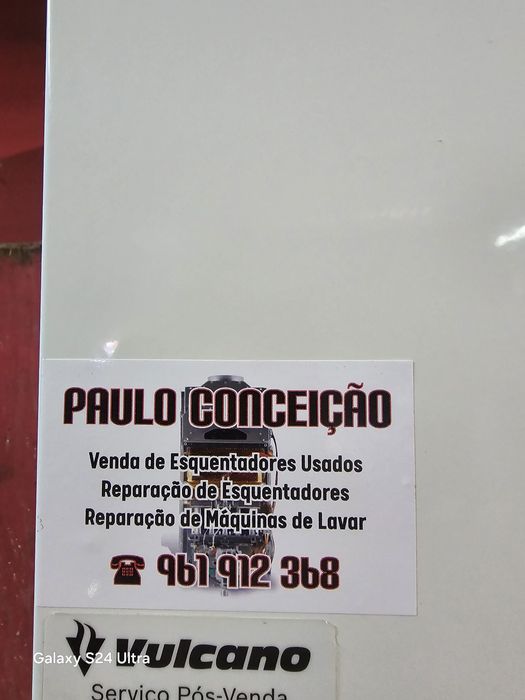 PAULO CONCEIÇÃO
Venda de Esquentadores Usados
Reparação de Esquentadores
Reparação de Máquinas de Lavar
☎ 961 912 368
Vulcano
Galaxy S24 Ultra
Serviço Pós-Venda